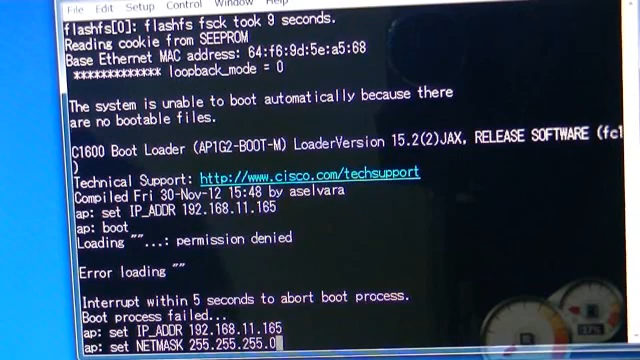 File Edit Setup Control Window Help
flashfs[0]: flashfs fsck took 9 seconds.
Reading cookie from SEEPROM
Base Ethernet MAC address: 64:f6:9d:5e:a5:68
************* loopback_mode = 0
The system is unable to boot automatically because there
are no bootable files.
C1600 Boot Loader (AP1G2-BOOT-M) LoaderVersion 15.2(2)JAX, RELEASE SOFTWARE (fc1
)
Technical Support: http://www.cisco.com/techsupport
Compiled Fri 30-Nov-12 15:48 by aselvara
ap: set IP_ADDR 192.168.11.165
ap: boot
Loading ""...: permission denied
Error loading ""
Interrupt within 5 seconds to abort boot process.
Boot process failed...
ap: set IP_ADDR 192.168.11.165
ap: set NETMASK 255.255.255.0